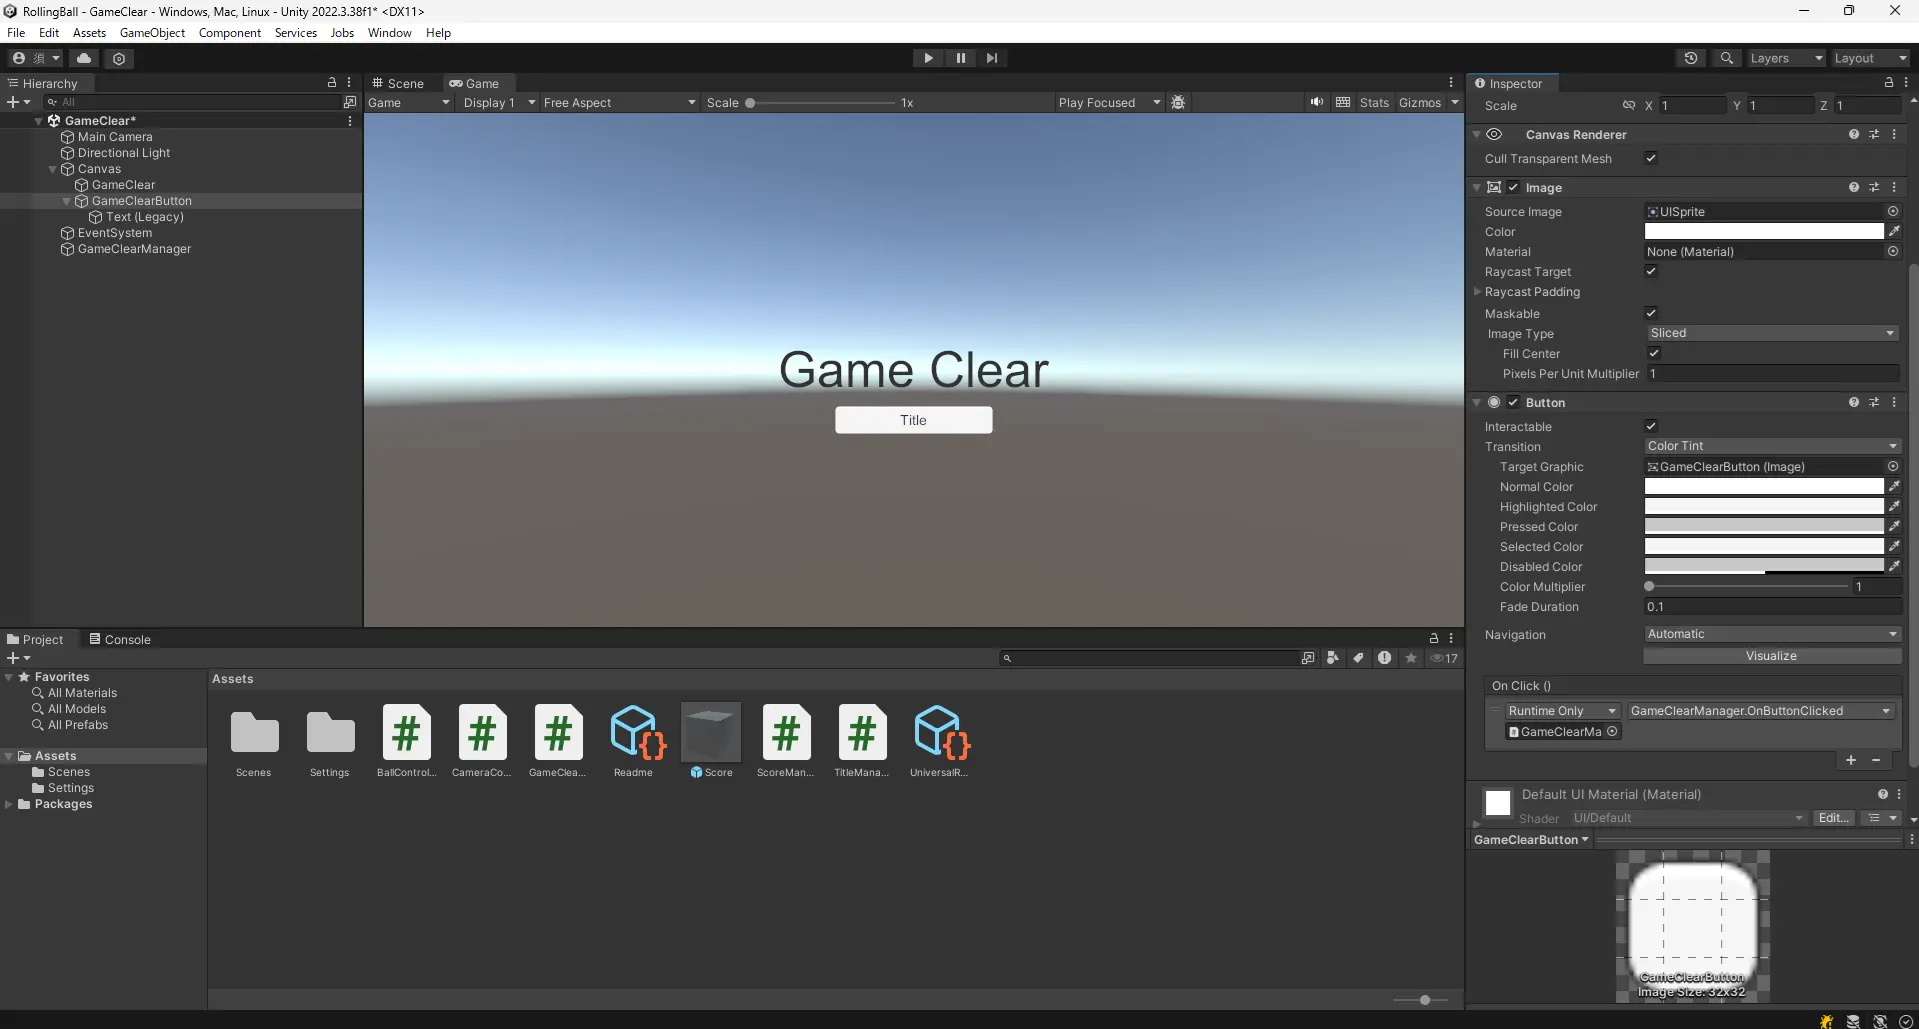 RollingBall - GameClear - Windows, Mac, Linux - Unity 2022.3.38f1* <DX11>
File Edit Assets GameObject Component Services Jobs Window Help
須 Layers Layout
Hierarchy
All
GameClear*
Main Camera
Directional Light
Canvas
GameClear
GameClearButton
Text (Legacy)
EventSystem
GameClearManager
Scene Game
Game Display 1 Free Aspect Scale 1x Play Focused Stats Gizmos
Game Clear
Title
Inspector
Scale X 1 Y 1 Z 1
Canvas Renderer
Cull Transparent Mesh
Image
Source Image UISprite
Color
Material None (Material)
Raycast Target
Raycast Padding
Maskable
Image Type Sliced
Fill Center
Pixels Per Unit Multiplier 1
Button
Interactable
Transition Color Tint
Target Graphic GameClearButton (Image)
Normal Color
Highlighted Color
Pressed Color
Selected Color
Disabled Color
Color Multiplier 1
Fade Duration 0.1
Navigation Automatic
Visualize
On Click ()
Runtime Only GameClearManager.OnButtonClicked
GameClearMa
+ −
Default UI Material (Material)
Shader UI/Default Edit...
GameClearButton
GameClearButton
Image Size: 32x32
Project Console
17
Favorites
All Materials
All Models
All Prefabs
Assets
Scenes
Settings
Packages
Assets
Scenes Settings BallControl... CameraCo... GameClea... Readme Score ScoreMan... TitleMana... UniversalR...